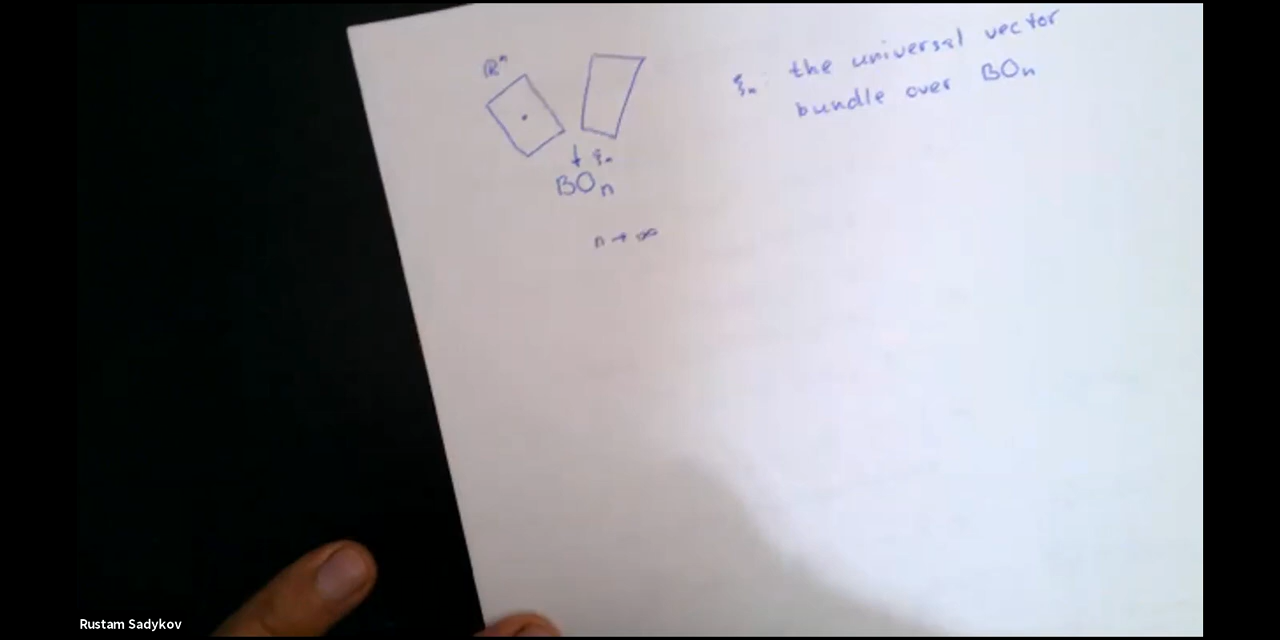 ℝⁿ
↓ ξₙ
BOₙ
n → ∞
ξₙ: the universal vector
bundle over BOₙ
Rustam Sadykov